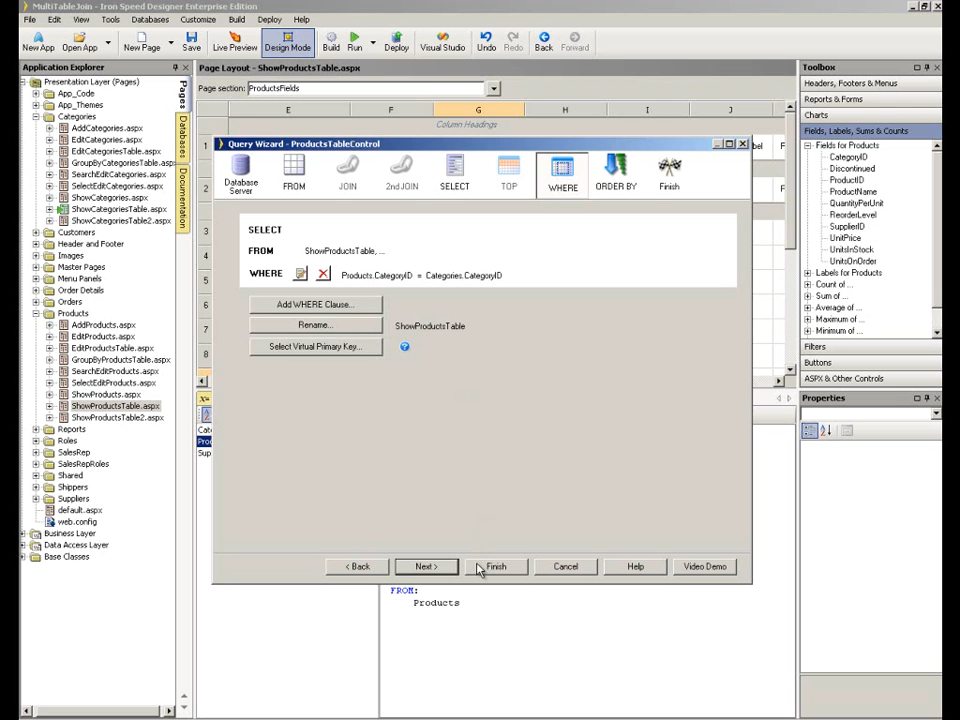 MultiTableJoin - Iron Speed Designer Enterprise Edition
File Edit View Tools Databases Customize Build Deploy Help
New App Open App New Page Save Live Preview Design Mode Build Run Deploy Visual Studio Undo Redo Back Forward
Application Explorer
Presentation Layer (Pages)
App_Code
App_Themes
Categories
AddCategories.aspx
EditCategories.aspx
EditCategoriesTable.aspx
GroupByCategoriesTable.aspx
SearchEditCategories.aspx
SelectEditCategories.aspx
ShowCategories.aspx
ShowCategoriesTable.aspx
ShowCategoriesTable2.aspx
Customers
Header and Footer
Images
Master Pages
Menu Panels
Order Details
Orders
Products
AddProducts.aspx
EditProducts.aspx
EditProductsTable.aspx
GroupByProductsTable.aspx
SearchEditProducts.aspx
SelectEditProducts.aspx
ShowProducts.aspx
ShowProductsTable.aspx
ShowProductsTable2.aspx
Reports
Roles
SalesRep
SalesRepRoles
Shared
Shippers
Suppliers
default.aspx
web.config
Business Layer
Data Access Layer
Base Classes
Pages
Databases
Documentation
Page Layout - ShowProductsTable.aspx
Page section: ProductsFields
E F G H I J
Column Headings
1
2
3
4
5
6
7
8
Query Wizard - ProductsTableControl
Database Server
FROM
JOIN
2nd JOIN
SELECT
TOP
WHERE
ORDER BY
Finish
SELECT
FROM ShowProductsTable, ...
WHERE Products.CategoryID = Categories.CategoryID
Add WHERE Clause...
Rename... ShowProductsTable
Select Virtual Primary Key...
< Back Next > Finish Cancel Help Video Demo
FROM:
Products
Toolbox
Headers, Footers & Menus
Reports & Forms
Charts
Fields, Labels, Sums & Counts
Fields for Products
CategoryID
Discontinued
ProductID
ProductName
QuantityPerUnit
ReorderLevel
SupplierID
UnitPrice
UnitsInStock
UnitsOnOrder
Labels for Products
Count of ...
Sum of ...
Average of ...
Maximum of ...
Minimum of ...
Filters
Buttons
ASPX & Other Controls
Properties